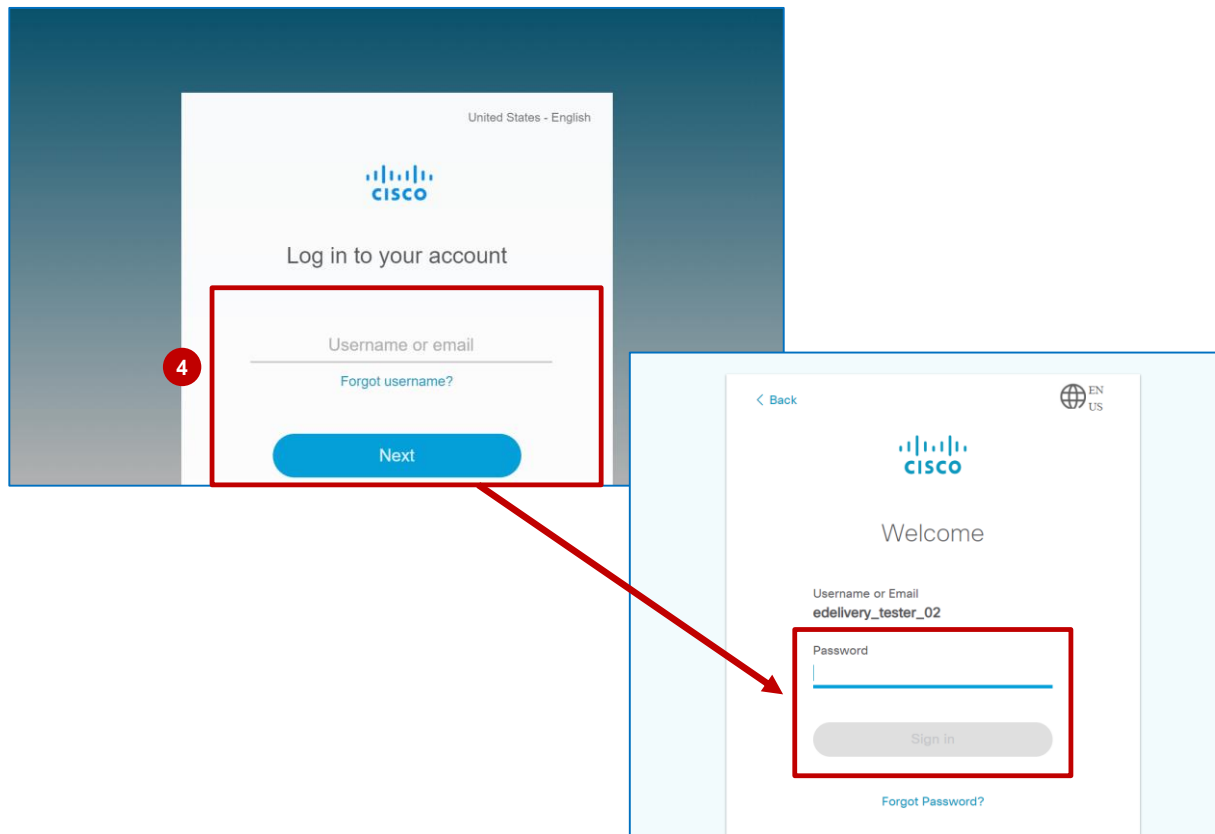 United States - English
CISCO
Log in to your account
4
Username or email
Forgot username?
Next
Back
EN
US
CISCO
Welcome
Username or Email
edelivery_tester_02
Password
Sign in
Forgot Password?